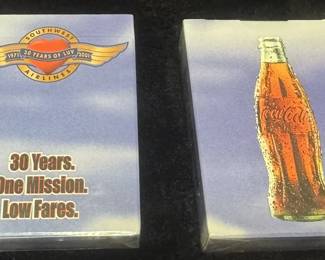 SOUTHWEST
1971 30 YEARS OF LUV 2001
AIRLINES
30 Years.
One Mission.
Low Fares.
Coca-Cola